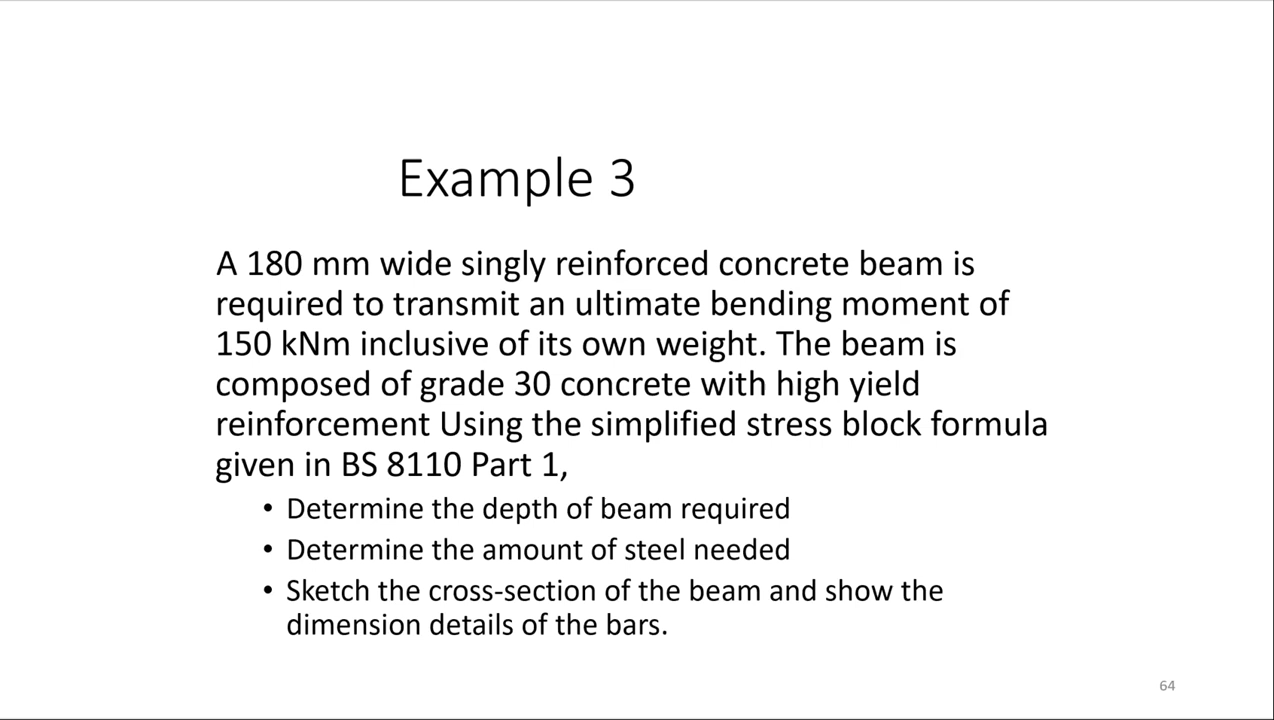 Example 3
A 180 mm wide singly reinforced concrete beam is
required to transmit an ultimate bending moment of
150 kNm inclusive of its own weight. The beam is
composed of grade 30 concrete with high yield
reinforcement Using the simplified stress block formula
given in BS 8110 Part 1,
• Determine the depth of beam required
• Determine the amount of steel needed
• Sketch the cross-section of the beam and show the
dimension details of the bars.
64